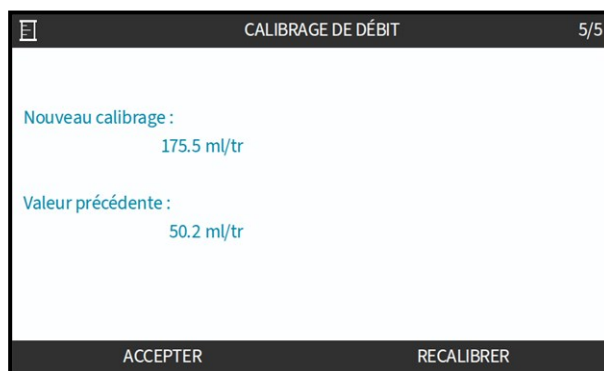 CALIBRAGE DE DÉBIT 5/5
Nouveau calibrage :
175.5 ml/tr
Valeur précédente :
50.2 ml/tr
ACCEPTER RECALIBRER